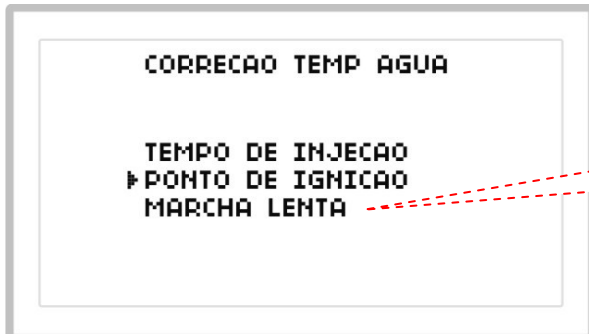 CORRECAO TEMP AGUA
TEMPO DE INJECAO
PONTO DE IGNICAO
MARCHA LENTA